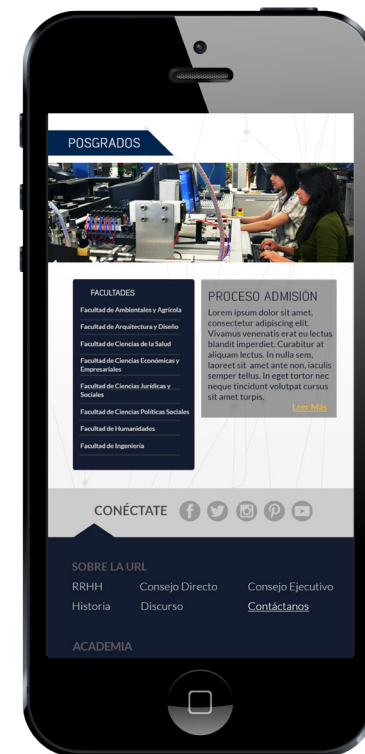 POSGRADOS
FACULTADES
Facultad de Ambientales y Agrícola
Facultad de Arquitectura y Diseño
Facultad de Ciencias de la Salud
Facultad de Ciencias Económicas y
Empresariales
Facultad de Ciencias Jurídicas y
Sociales
Facultad de Ciencias Políticas Sociales
Facultad de Humanidades
Facultad de Ingeniería
PROCESO ADMISIÓN
Lorem ipsum dolor sit amet,
consectetur adipiscing elit.
Vivamus venenatis erat eu lectus
blandit imperdiet. Curabitur at
aliquam lectus. In nulla sem,
laoreet sit amet ante non, iaculis
semper tellus. In eget tortor nec
neque tincidunt volutpat cursus
sit amet turpis.
Leer Más
CONÉCTATE
SOBRE LA URL
RRHH Consejo Directo Consejo Ejecutivo
Historia Discurso Contáctanos
ACADEMIA